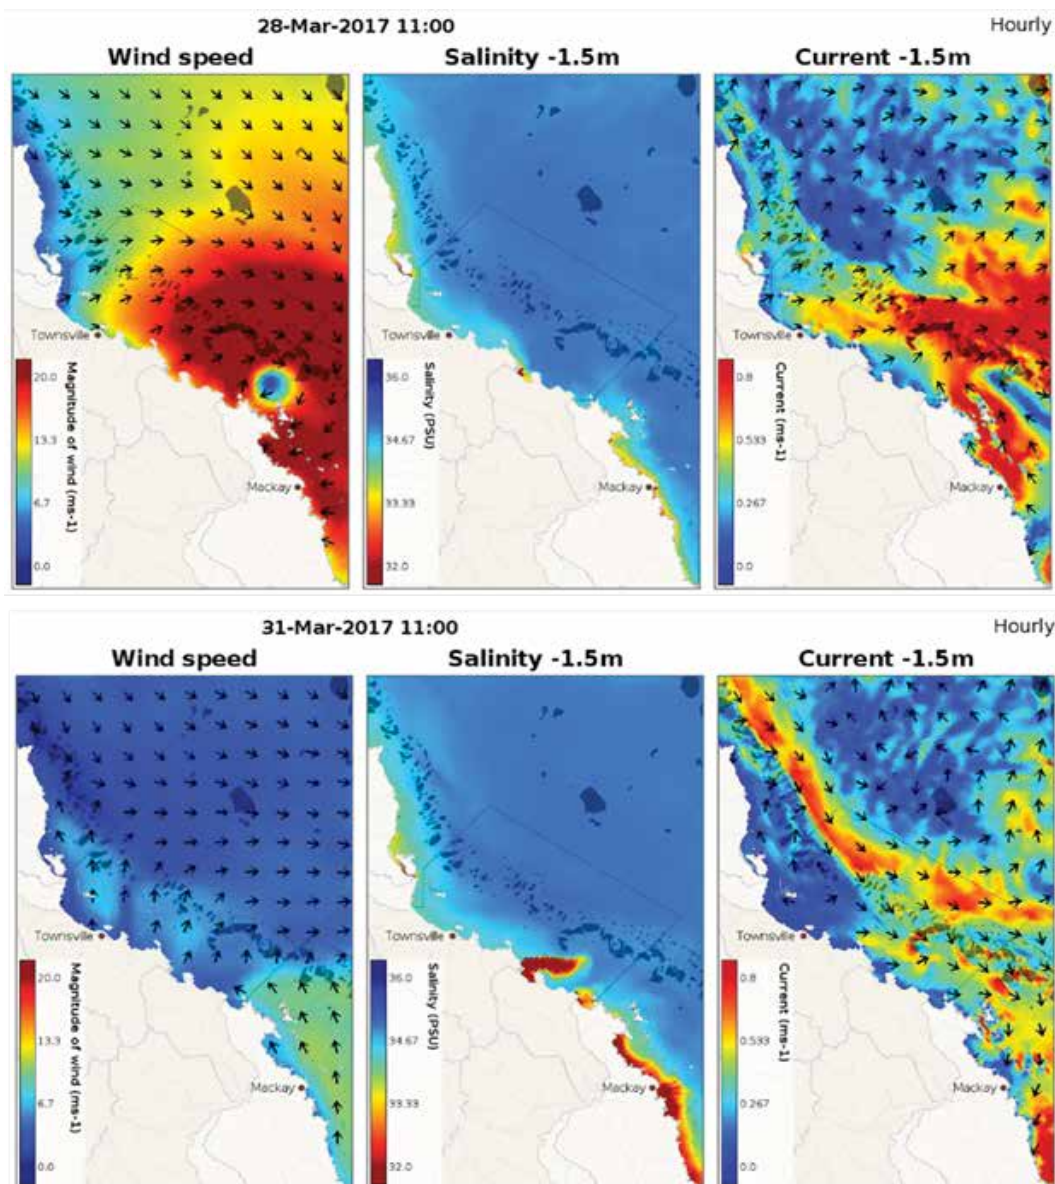 28-Mar-2017 11:00
Hourly
Wind speed
Salinity -1.5m
Current -1.5m
Townsville
Mackay
20.0
13.3
6.7
0.0
Magnitude of wind (ms-1)
Townsville
Mackay
36.0
34.67
33.33
32.0
Salinity (PSU)
Townsville
Mackay
0.8
0.533
0.267
0.0
Current (ms-1)
31-Mar-2017 11:00
Hourly
Wind speed
Salinity -1.5m
Current -1.5m
Townsville
Mackay
20.0
13.3
6.7
0.0
Magnitude of wind (ms-1)
Townsville
Mackay
36.0
34.67
33.33
32.0
Salinity (PSU)
Townsville
Mackay
0.8
0.533
0.267
0.0
Current (ms-1)